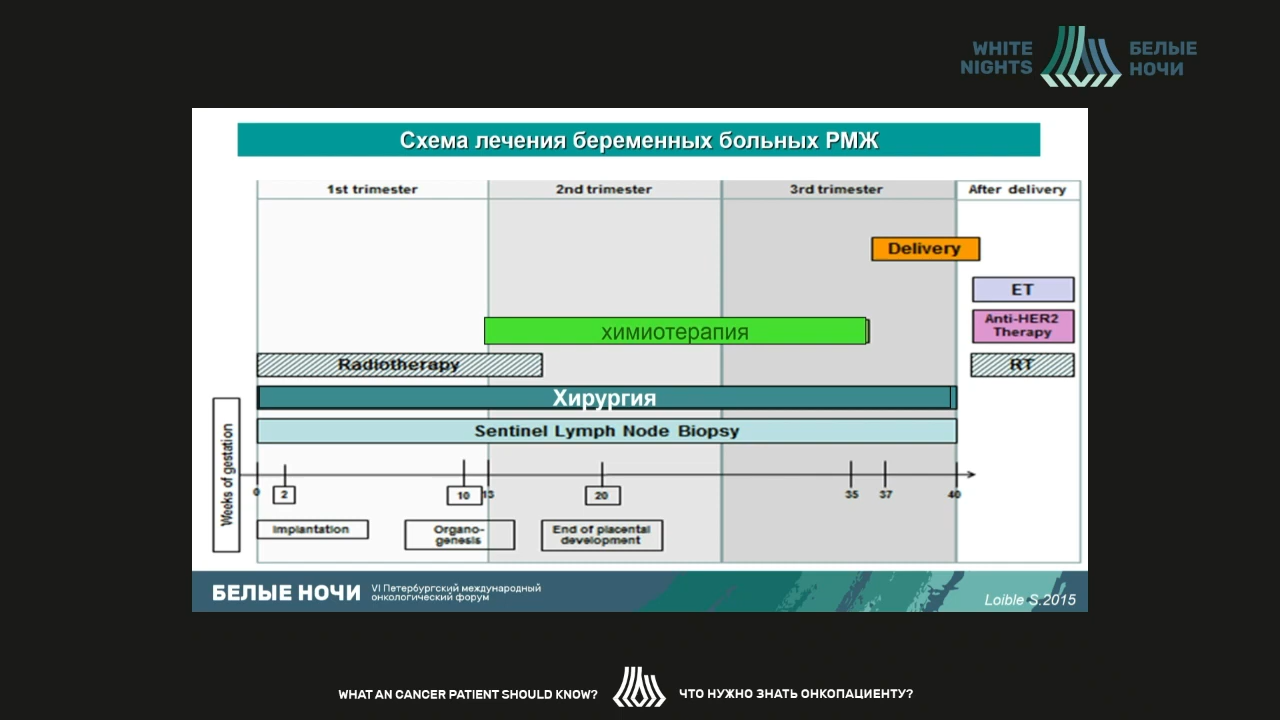 WHITE
NIGHTS
БЕЛЫЕ
НОЧИ
Схема лечения беременных больных РМЖ
1st trimester
2nd trimester
3rd trimester
After delivery
Delivery
ET
химиотерапия
Anti-HER2
Therapy
Radiotherapy
RT
Хирургия
Sentinel Lymph Node Biopsy
Weeks of gestation
0
2
10
13
20
35
37
40
Implantation
Organo-
genesis
End of placental
development
БЕЛЫЕ НОЧИ
VI Петербургский международный
онкологический форум
Loible S.2015
WHAT AN CANCER PATIENT SHOULD KNOW?
ЧТО НУЖНО ЗНАТЬ ОНКОПАЦИЕНТУ?